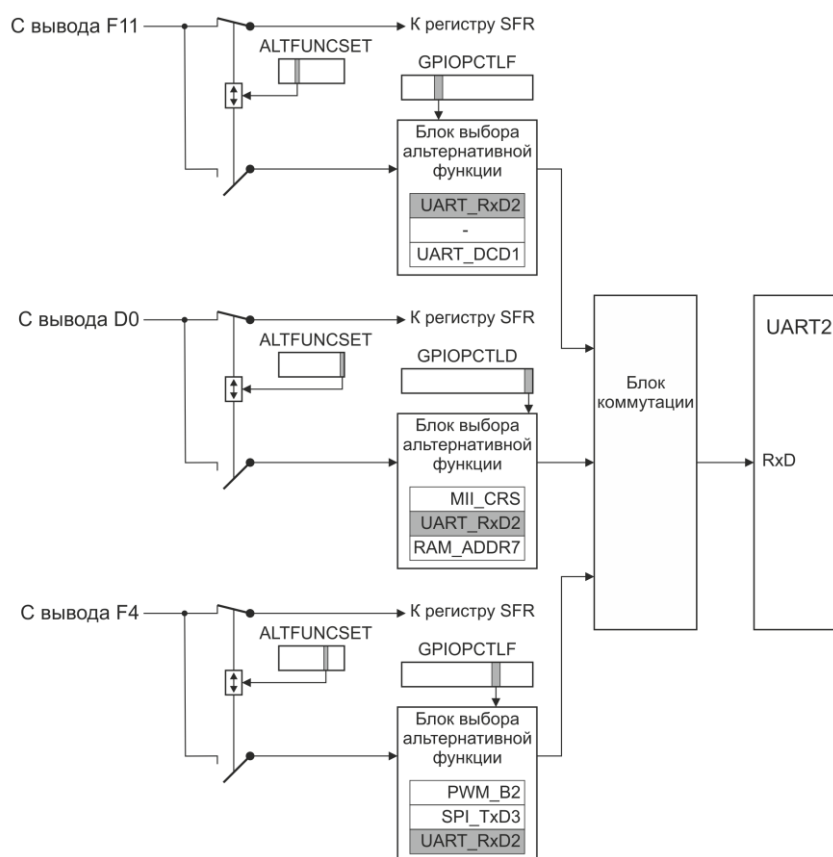 С вывода F11
К регистру SFR
ALTFUNCSET
GPIOPCTLF
Блок выбора
альтернативной
функции
UART_RxD2
-
UART_DCD1
С вывода D0
К регистру SFR
ALTFUNCSET
GPIOPCTLD
Блок выбора
альтернативной
функции
MII_CRS
UART_RxD2
RAM_ADDR7
Блок
коммутации
UART2
RxD
С вывода F4
К регистру SFR
ALTFUNCSET
GPIOPCTLF
Блок выбора
альтернативной
функции
PWM_B2
SPI_TxD3
UART_RxD2